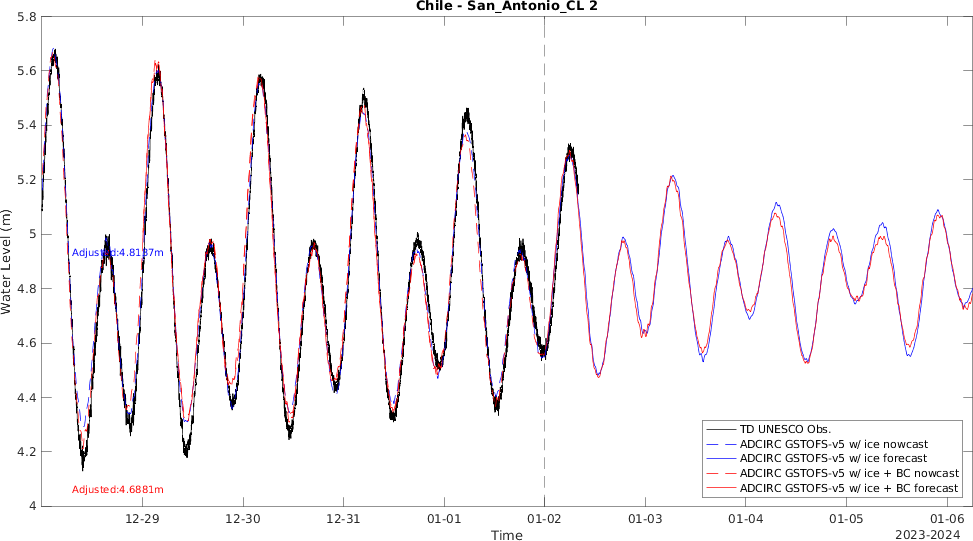 Chile - San_Antonio_CL 2
5.8
5.6
5.4
5.2
5
4.8
4.6
4.4
4.2
4
Water Level (m)
Adjusted:4.8137m
Adjusted:4.6881m
TD UNESCO Obs.
ADCIRC GSTOFS-v5 w/ ice nowcast
ADCIRC GSTOFS-v5 w/ ice forecast
ADCIRC GSTOFS-v5 w/ ice + BC nowcast
ADCIRC GSTOFS-v5 w/ ice + BC forecast
12-29 12-30 12-31 01-01 01-02 01-03 01-04 01-05 01-06
Time
2023-2024